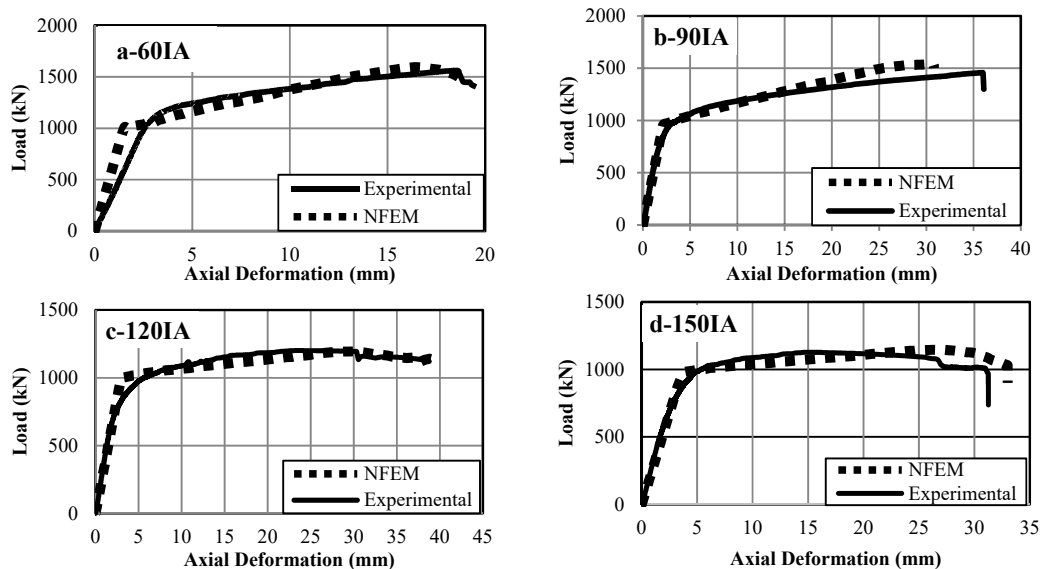 a-60IA
2000
1500
1000
500
0
Load (kN)
Experimental
NFEM
0 5 10 15 20
Axial Deformation (mm)
b-90IA
2000
1500
1000
500
0
Load (kN)
NFEM
Experimental
0 5 10 15 20 25 30 35 40
Axial Deformation (mm)
c-120IA
1500
1000
500
0
Load (kN)
NFEM
Experimental
0 5 10 15 20 25 30 35 40 45
Axial Deformation (mm)
d-150IA
1500
1000
500
0
Load (kN)
NFEM
Experimental
0 5 10 15 20 25 30 35
Axial Deformation (mm)